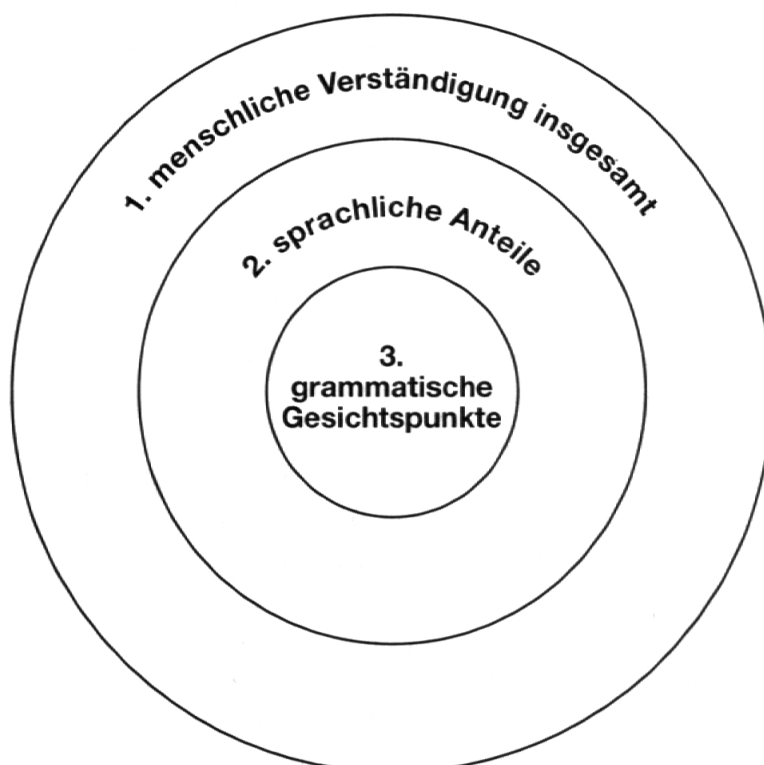 1. menschliche Verständigung insgesamt
2. sprachliche Anteile
3.
grammatische
Gesichtspunkte